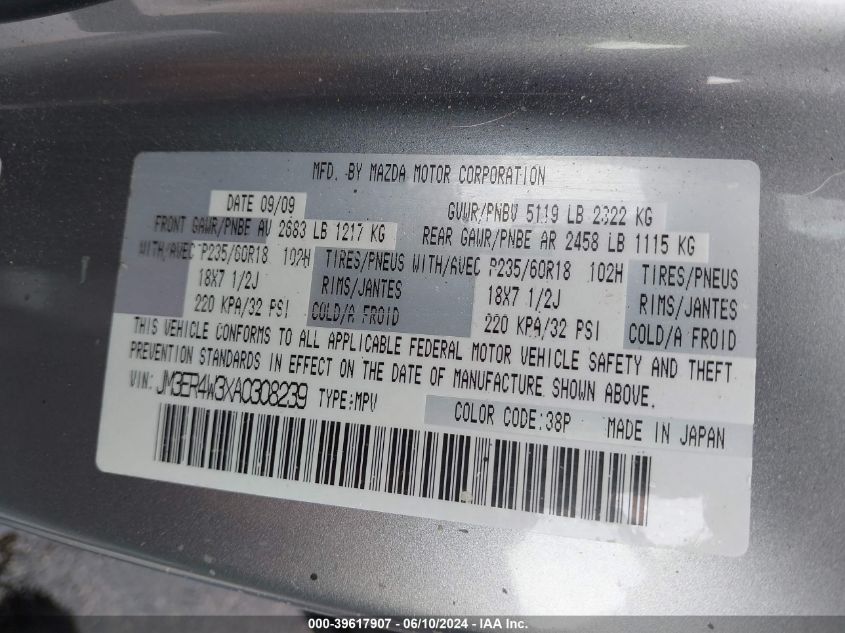 MFD. BY MAZDA MOTOR CORPORATION
DATE 09/09 GVWR/PNBV 5119 LB 2322 KG
FRONT GAWR/PNBE AV 2683 LB 1217 KG REAR GAWR/PNBE AR 2458 LB 1115 KG
WITH/AVEC P235/60R18 102H TIRES/PNEUS WITH/AVEC P235/60R18 102H TIRES/PNEUS
18X7 1/2J RIMS/JANTES 18X7 1/2J RIMS/JANTES
220 KPA/32 PSI COLD/A FROID 220 KPA/32 PSI COLD/A FROID
THIS VEHICLE CONFORMS TO ALL APPLICABLE FEDERAL MOTOR VEHICLE SAFETY AND THEFT
PREVENTION STANDARDS IN EFFECT ON THE DATE OF MANUFACTURE SHOWN ABOVE.
VIN: JM3ER4W3XA0308239 TYPE:MPV
COLOR CODE:38P MADE IN JAPAN
000-39617907 - 06/10/2024 - IAA Inc.